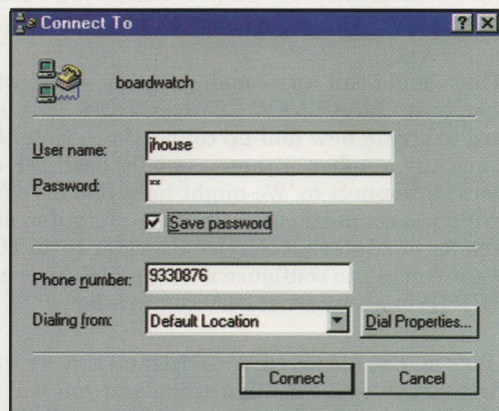 Connect To
boardwatch
User name: jhouse
Password: **
Save password
Phone number: 9330876
Dialing from: Default Location Dial Properties...
Connect Cancel